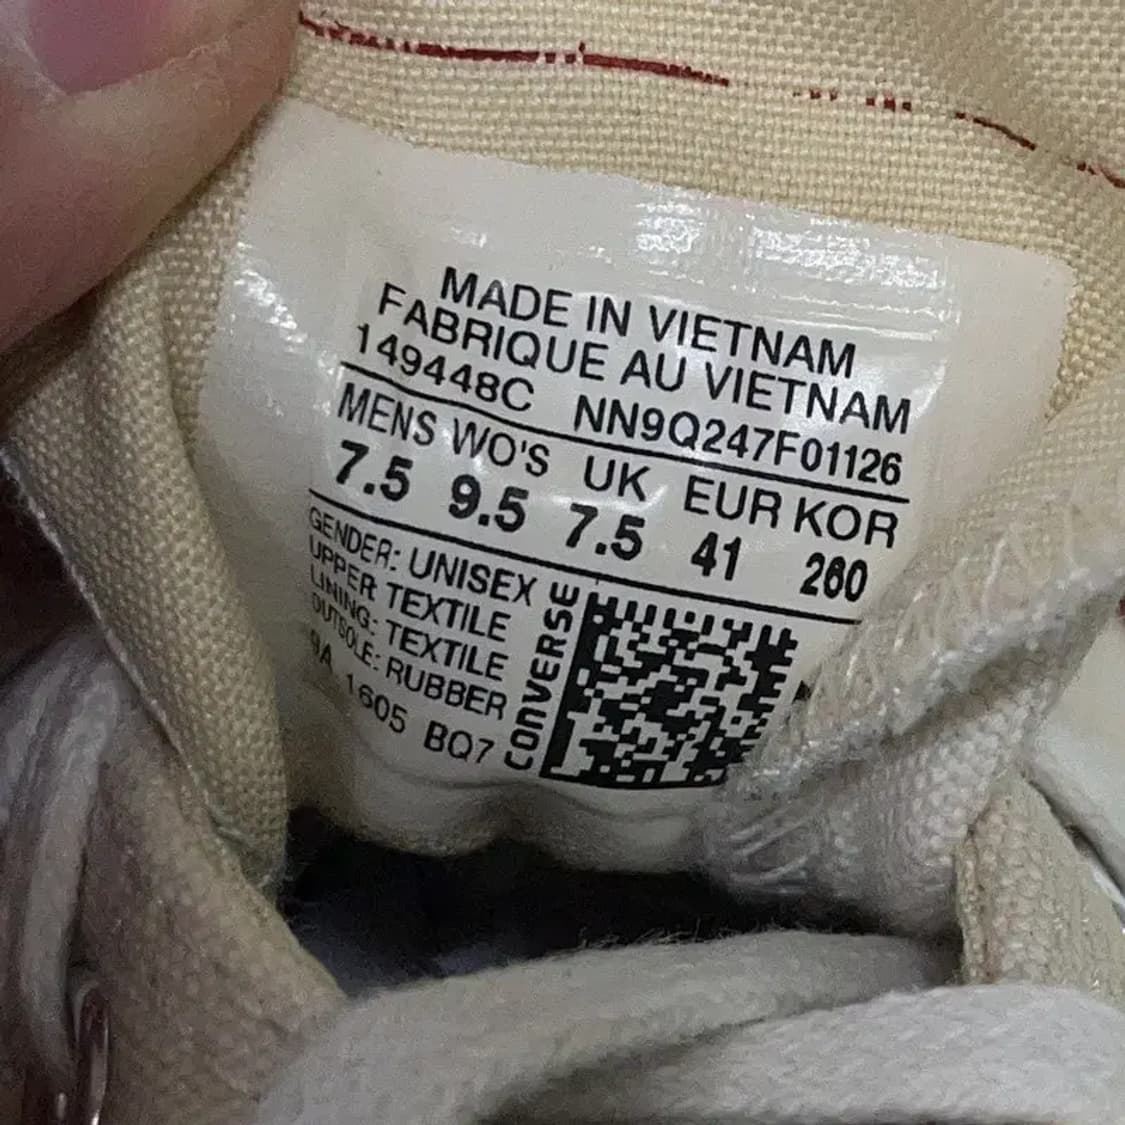 MADE IN VIETNAM
FABRIQUE AU VIETNAM
149448C NN9Q247F01126
MENS WO'S UK EUR KOR
7.5 9.5 7.5 41 260
GENDER: UNISEX
UPPER TEXTILE
LINING: TEXTILE
OUTSOLE: RUBBER
9A 1605 BQ7
CONVERSE